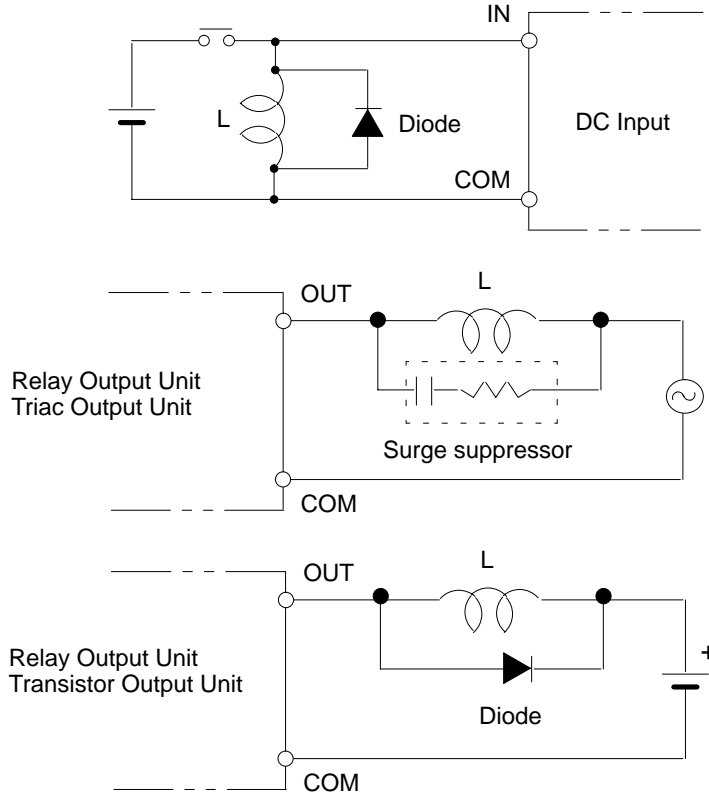 IN
L
Diode
DC Input
COM
OUT
L
Relay Output Unit
Triac Output Unit
Surge suppressor
COM
OUT
L
Relay Output Unit
Transistor Output Unit
+
Diode
COM